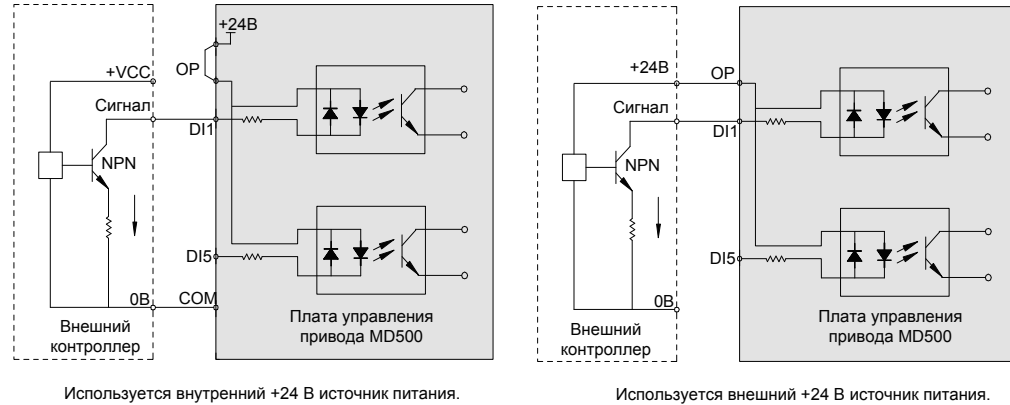 +24В
+VCC
OP
Сигнал
DI1
NPN
DI5
0В
COM
Внешний
контроллер
Плата управления
привода MD500
Используется внутренний +24 В источник питания.
+24В
OP
Сигнал
DI1
NPN
DI5
0В
Внешний
контроллер
Плата управления
привода MD500
Используется внешний +24 В источник питания.